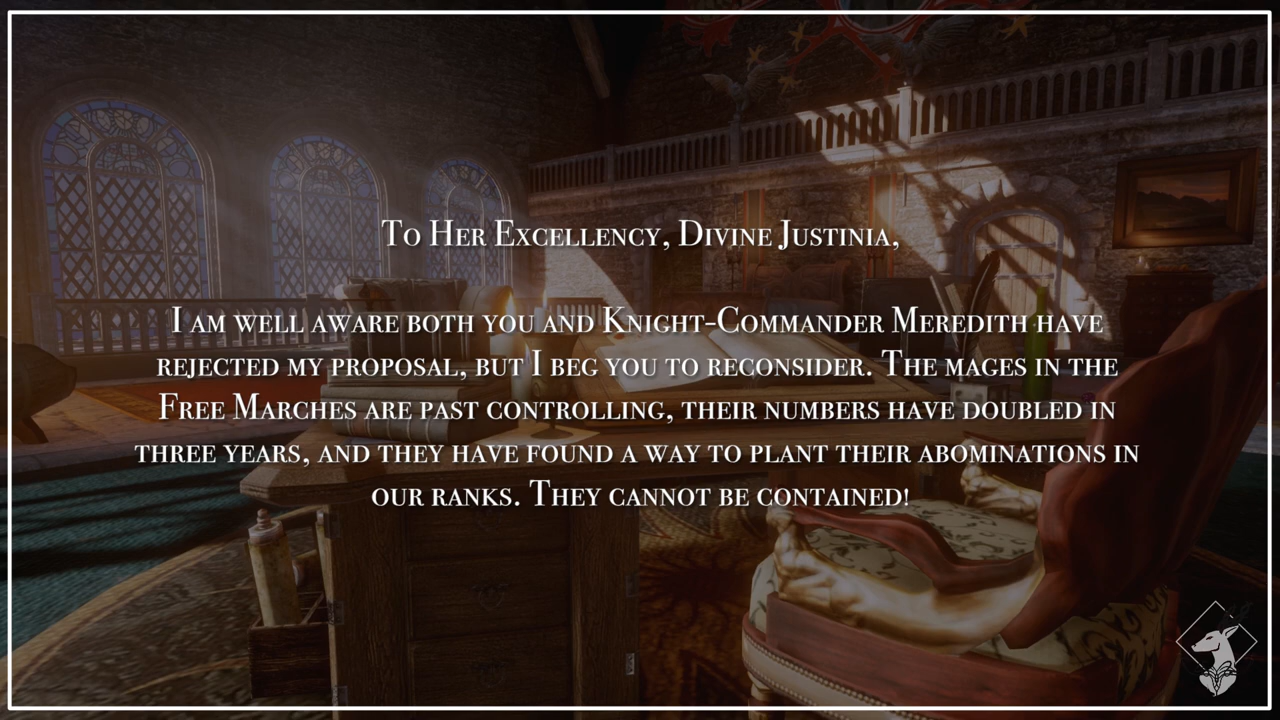 To Her Excellency, Divine Justinia,
I am well aware both you and Knight-Commander Meredith have
rejected my proposal, but I beg you to reconsider. The mages in the
Free Marches are past controlling, their numbers have doubled in
three years, and they have found a way to plant their abominations in
our ranks. They cannot be contained!